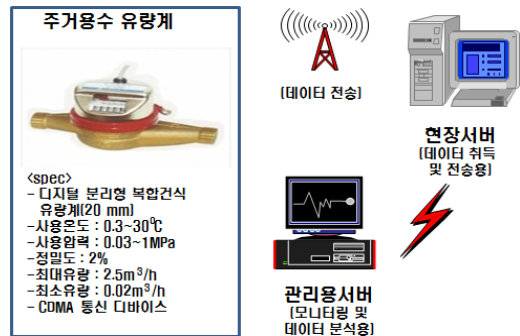 주거용수 유량계
<spec>
- 디지털 분리형 복합건식
유량계(20 mm)
-사용온도 : 0.3~30⁰C
-사용압력 : 0.03~1MPa
-정밀도 : 2%
-최대유량 : 2.5m³/h
-최소유량 : 0.02m³/h
- CDMA 통신 디바이스
(데이터 전송)
현장서버
(데이터 취득
및 전송용)
관리용서버
(모니터링 및
데이터 분석용)